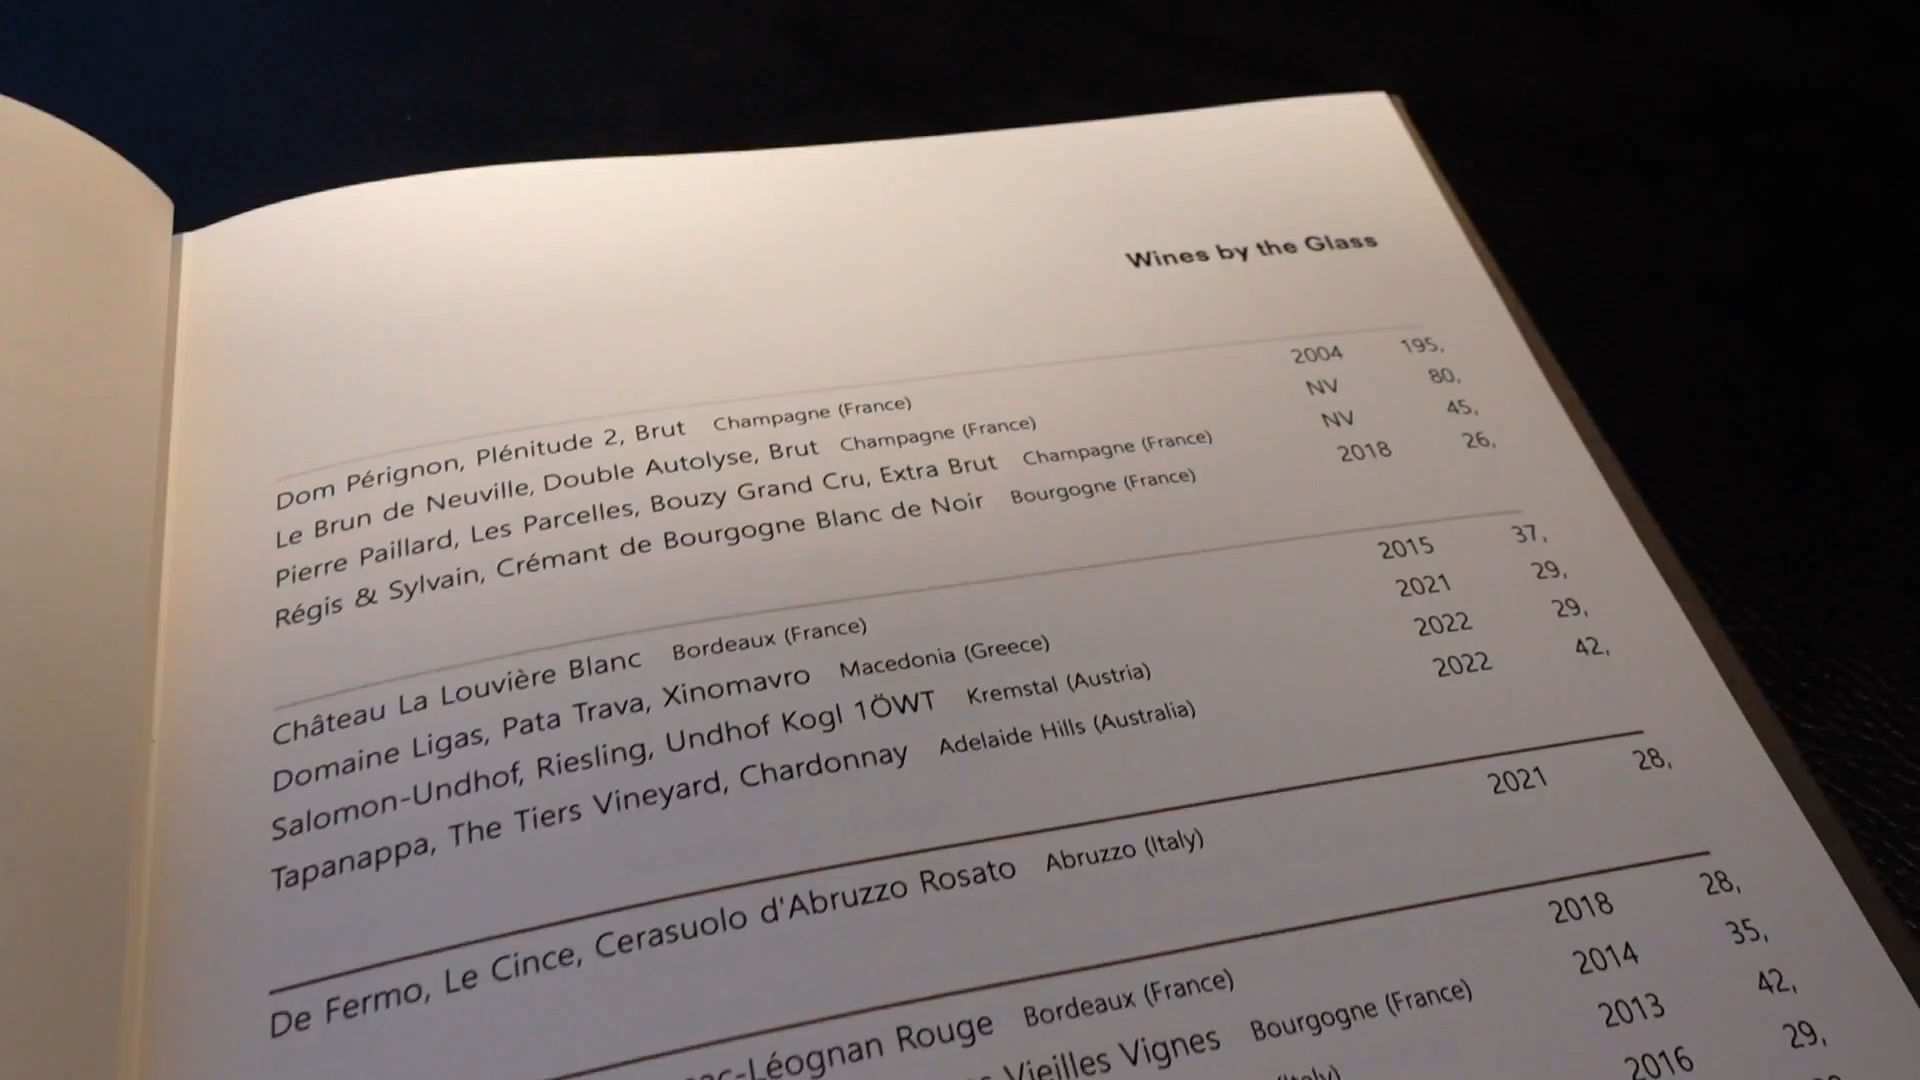 Wines by the Glass
Dom Pérignon, Plénitude 2, Brut Champagne (France) 2004 195,
Le Brun de Neuville, Double Autolyse, Brut Champagne (France) NV 80,
Pierre Paillard, Les Parcelles, Bouzy Grand Cru, Extra Brut Champagne (France) NV 45,
Régis & Sylvain, Crémant de Bourgogne Blanc de Noir Bourgogne (France) 2018 26,
Château La Louvière Blanc Bordeaux (France) 2015 37,
Domaine Ligas, Pata Trava, Xinomavro Macedonia (Greece) 2021 29,
Salomon-Undhof, Riesling, Undhof Kogl 1ÖWT Kremstal (Austria) 2022 29,
Tapanappa, The Tiers Vineyard, Chardonnay Adelaide Hills (Australia) 2022 42,
De Fermo, Le Cince, Cerasuolo d'Abruzzo Rosato Abruzzo (Italy) 2021 28,
Léognan Rouge Bordeaux (France) 2018 28,
Vieilles Vignes Bourgogne (France) 2014 35,
(Italy) 2013 42,
2016 29,